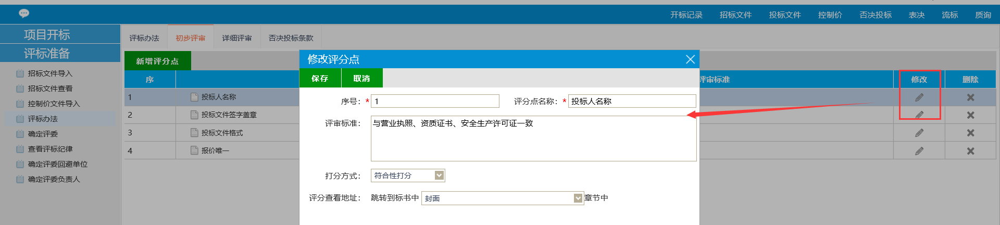 开标记录 招标文件 投标文件 控制价 否决投标 表决 流标 质询
项目开标
评标准备
招标文件导入
招标文件查看
控制价文件导入
评标办法
确定评委
查看评标纪律
确定评委回避单位
确定评委负责人
评标办法 初步评审 详细评审 否决投标条款
新增评分点
序 评审标准 修改 删除
1 投标人名称
2 投标文件签字盖章
3 投标文件格式
4 报价唯一
修改评分点
保存 取消
序号：* 1 评分点名称：* 投标人名称
评审标准： 与营业执照、资质证书、安全生产许可证一致
打分方式： 符合性打分
评分查看地址： 跳转到标书中 封面 章节中